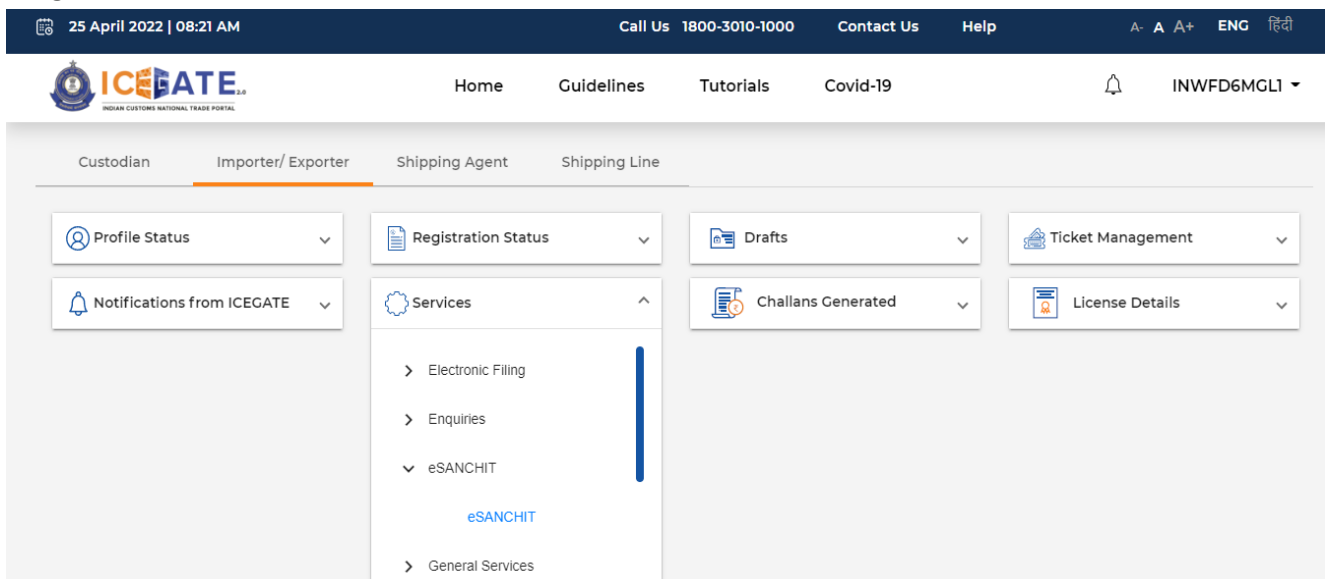 25 April 2022 | 08:21 AM Call Us 1800-3010-1000 Contact Us Help A- A A+ ENG हिंदी
ICEGATE 2.0
INDIAN CUSTOMS NATIONAL TRADE PORTAL
Home Guidelines Tutorials Covid-19 INWFD6MGL1
Custodian Importer/ Exporter Shipping Agent Shipping Line
Profile Status Registration Status Drafts Ticket Management
Notifications from ICEGATE Services Challans Generated License Details
Electronic Filing
Enquiries
eSANCHIT
eSANCHIT
General Services